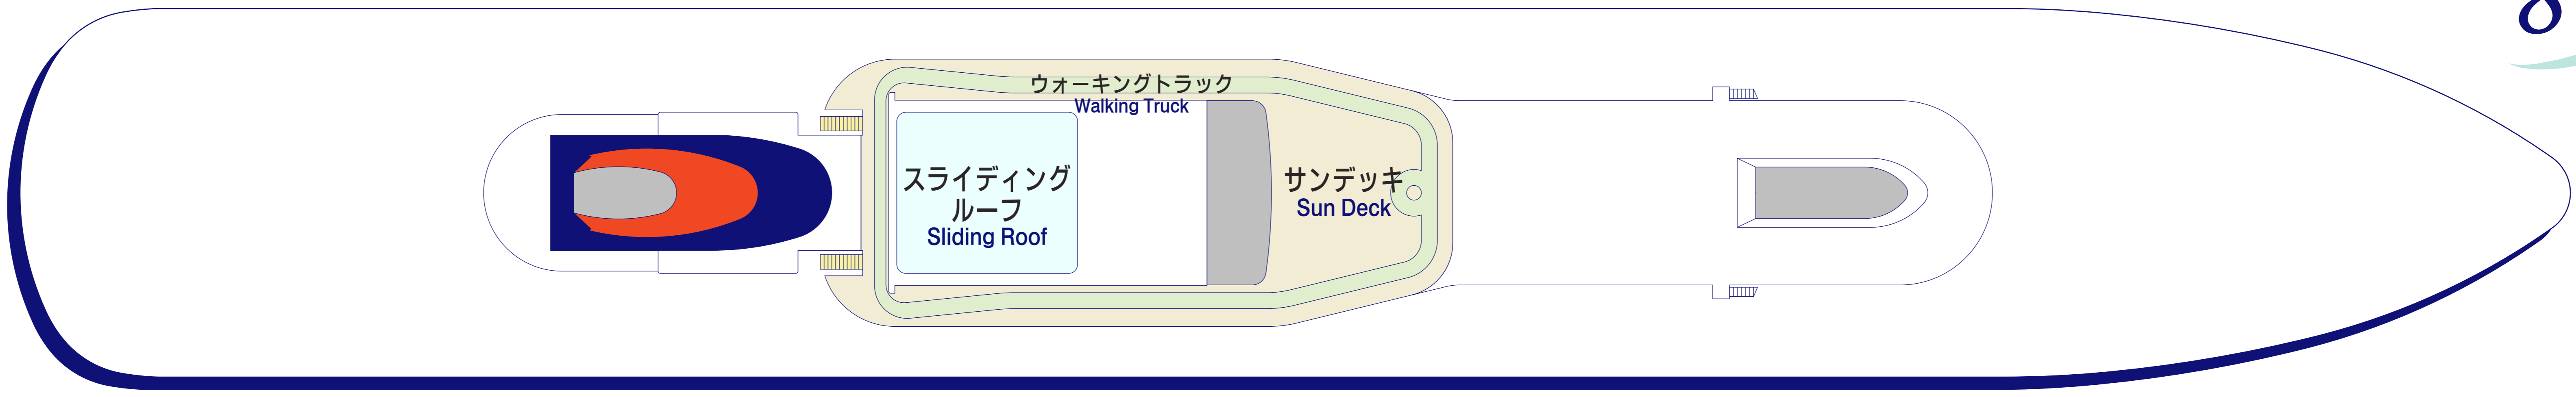 ウォーキングトラック
Walking Truck
スライディング
ルーフ
Sliding Roof
サンデッキ
Sun Deck